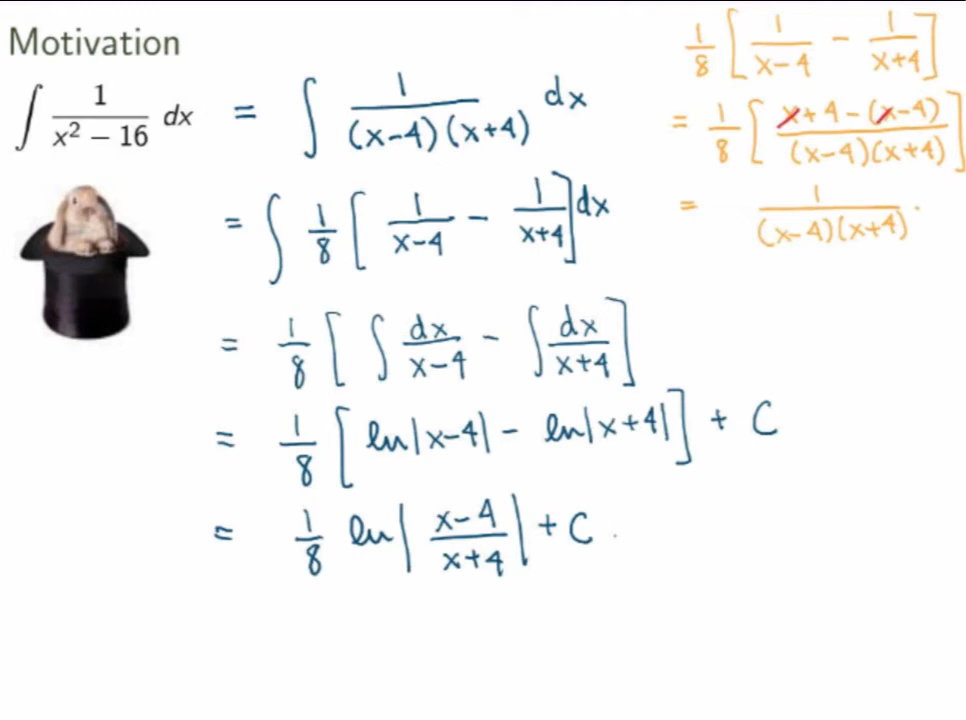 Motivation
∫ 1/(x² − 16) dx = ∫ 1/((x−4)(x+4)) dx
= ∫ 1/8 [ 1/(x−4) − 1/(x+4) ] dx
= 1/8 [ ∫ dx/(x−4) − ∫ dx/(x+4) ]
= 1/8 [ ln|x−4| − ln|x+4| ] + C
= 1/8 ln| (x−4)/(x+4) | + C .
1/8 [ 1/(x−4) − 1/(x+4) ]
= 1/8 [ (x+4−(x−4))/((x−4)(x+4)) ]
= 1/((x−4)(x+4)) .